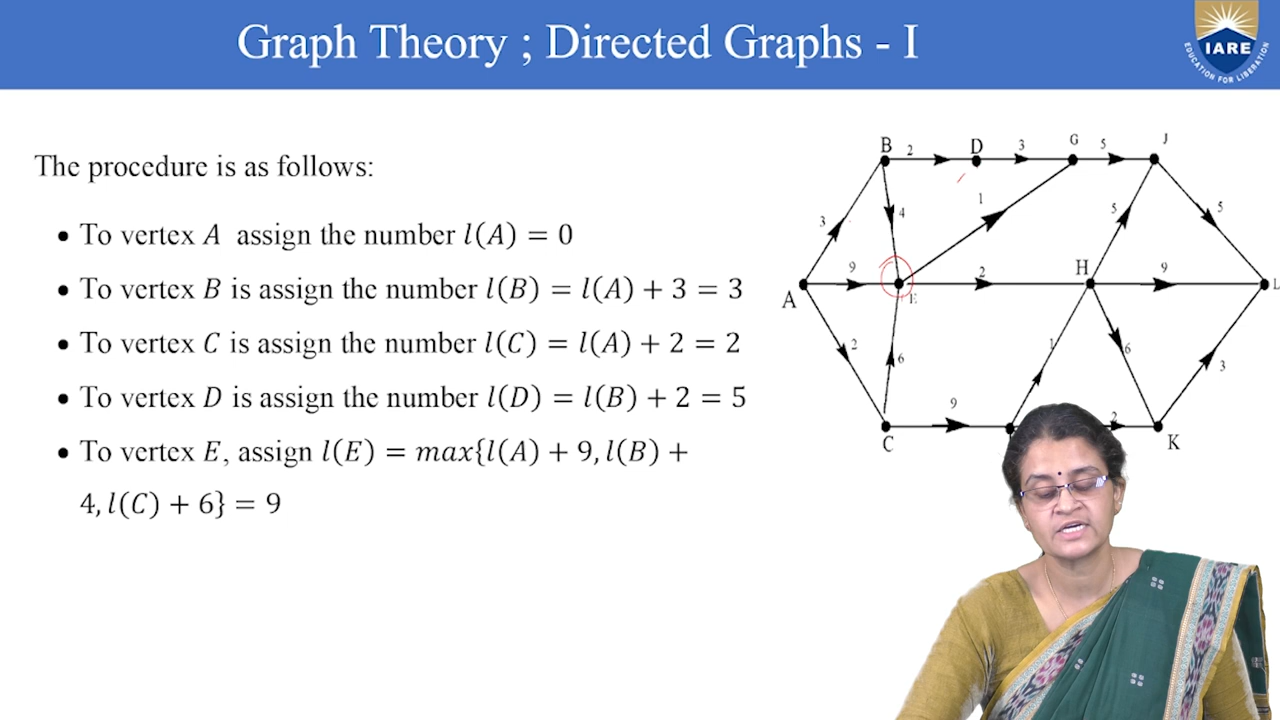 Graph Theory ; Directed Graphs - I
IARE
EDUCATION FOR LIBERATION
The procedure is as follows:
• To vertex A assign the number l(A) = 0
• To vertex B is assign the number l(B) = l(A) + 3 = 3
• To vertex C is assign the number l(C) = l(A) + 2 = 2
• To vertex D is assign the number l(D) = l(B) + 2 = 5
• To vertex E, assign l(E) = max{l(A) + 9, l(B) +
4, l(C) + 6} = 9
B 2 D 3 G 5 J
3 4 1 5 5
9 2 H 9
A E L
2 6 1 6 3
9 2
C K